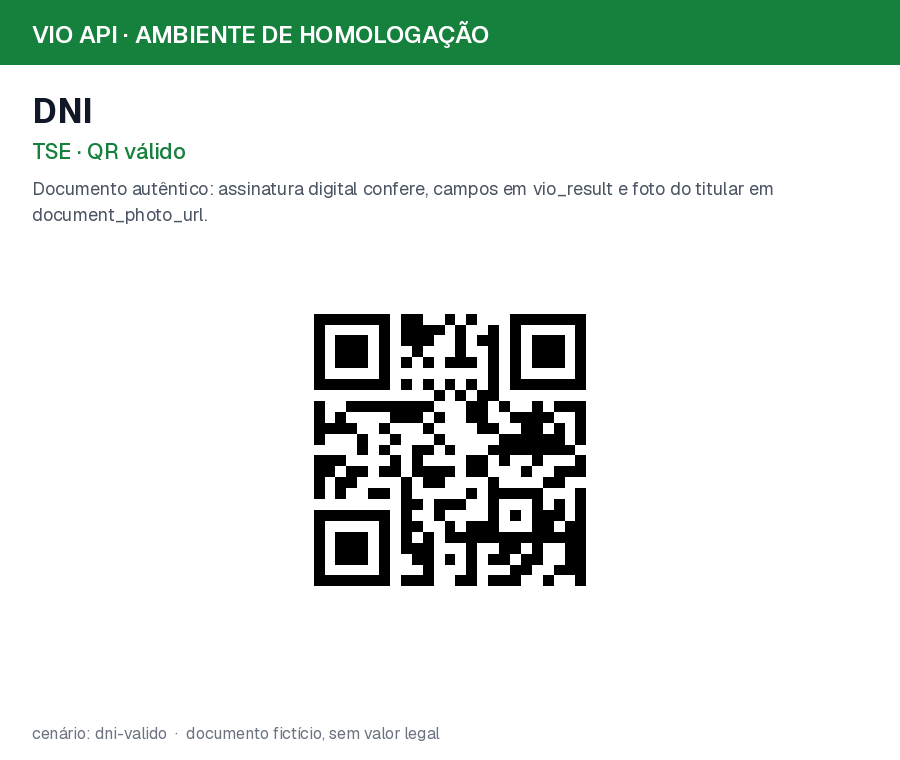 VIO API · AMBIENTE DE HOMOLOGAÇÃO
DNI
TSE · QR válido
Documento autêntico: assinatura digital confere, campos em vio_result e foto do titular em
document_photo_url.
cenário: dni-valido · documento fictício, sem valor legal